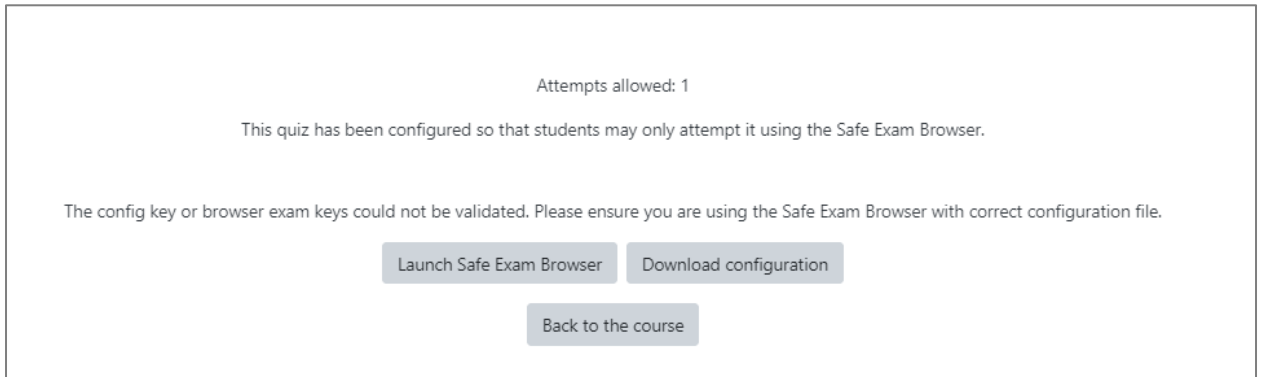 Attempts allowed: 1
This quiz has been configured so that students may only attempt it using the Safe Exam Browser.
The config key or browser exam keys could not be validated. Please ensure you are using the Safe Exam Browser with correct configuration file.
Launch Safe Exam Browser Download configuration
Back to the course